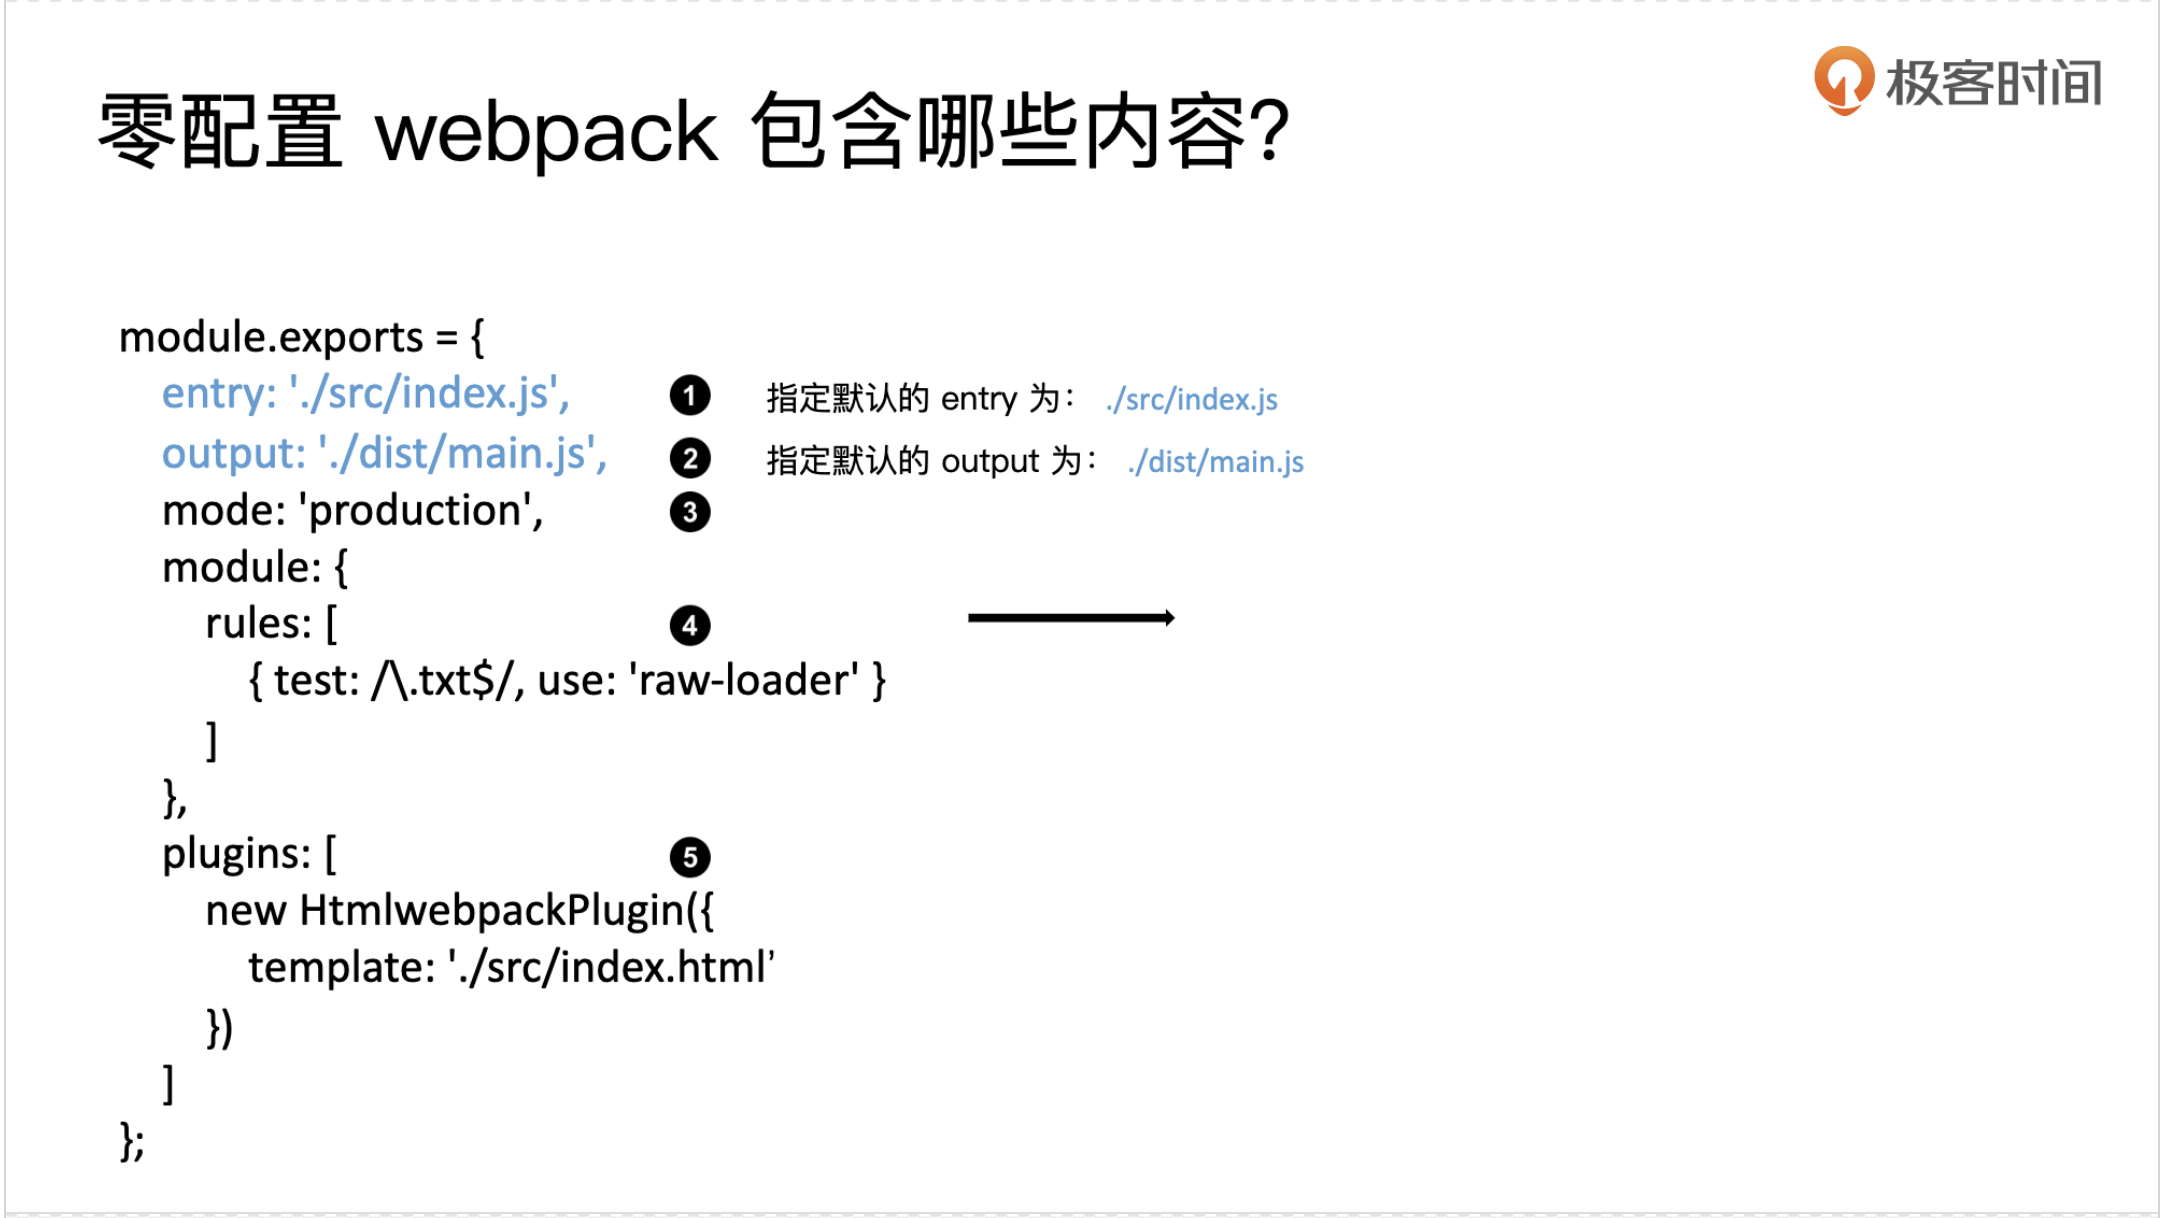 极客时间
零配置 webpack 包含哪些内容?
module.exports = {
entry: './src/index.js', ❶ 指定默认的 entry 为： ./src/index.js
output: './dist/main.js', ❷ 指定默认的 output 为： ./dist/main.js
mode: 'production', ❸
module: {
rules: [ ❹
{ test: /\.txt$/, use: 'raw-loader' }
]
},
plugins: [ ❺
new HtmlwebpackPlugin({
template: './src/index.html’
})
]
};